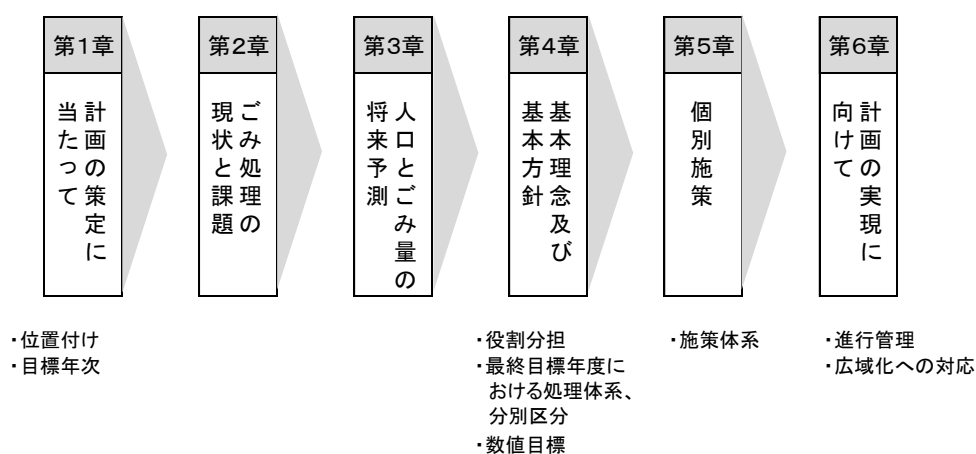 第1章
計画の策定に
当たって
第2章
ごみ処理の
現状と課題
第3章
人口とごみ量の
将来予測
第4章
基本理念及び
基本方針
第5章
個別施策
第6章
計画の実現に
向けて
・位置付け
・目標年次
・役割分担
・最終目標年度に
おける処理体系、
分別区分
・数値目標
・施策体系
・進行管理
・広域化への対応